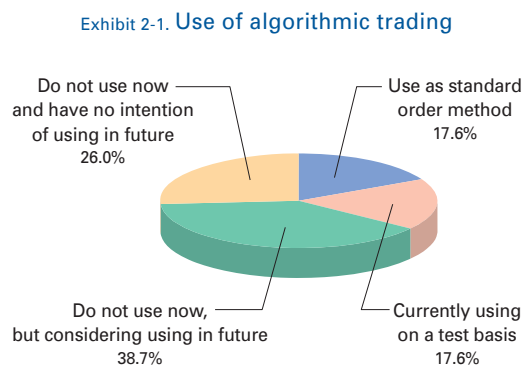 Exhibit 2-1. Use of algorithmic trading
Do not use now
and have no intention
of using in future
26.0%
Use as standard
order method
17.6%
Do not use now,
but considering using in future
38.7%
Currently using
on a test basis
17.6%